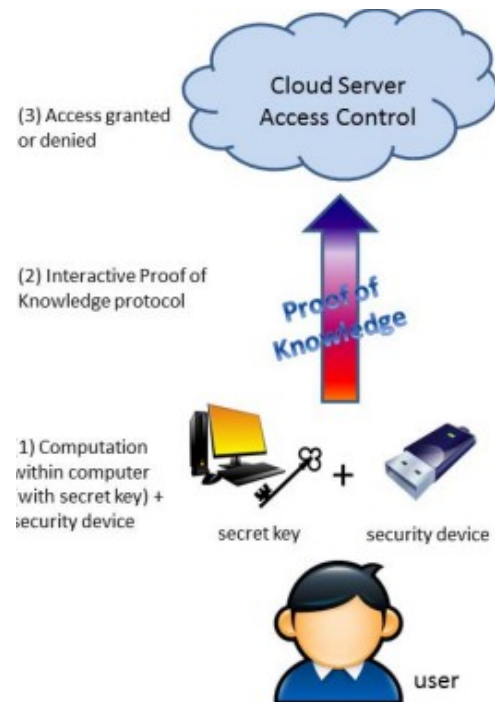 Cloud Server
Access Control
(3) Access granted
or denied
(2) Interactive Proof of
Knowledge protocol
Proof of
Knowledge
1) Computation
within computer
(with secret key) +
security device
+
secret key
security device
user